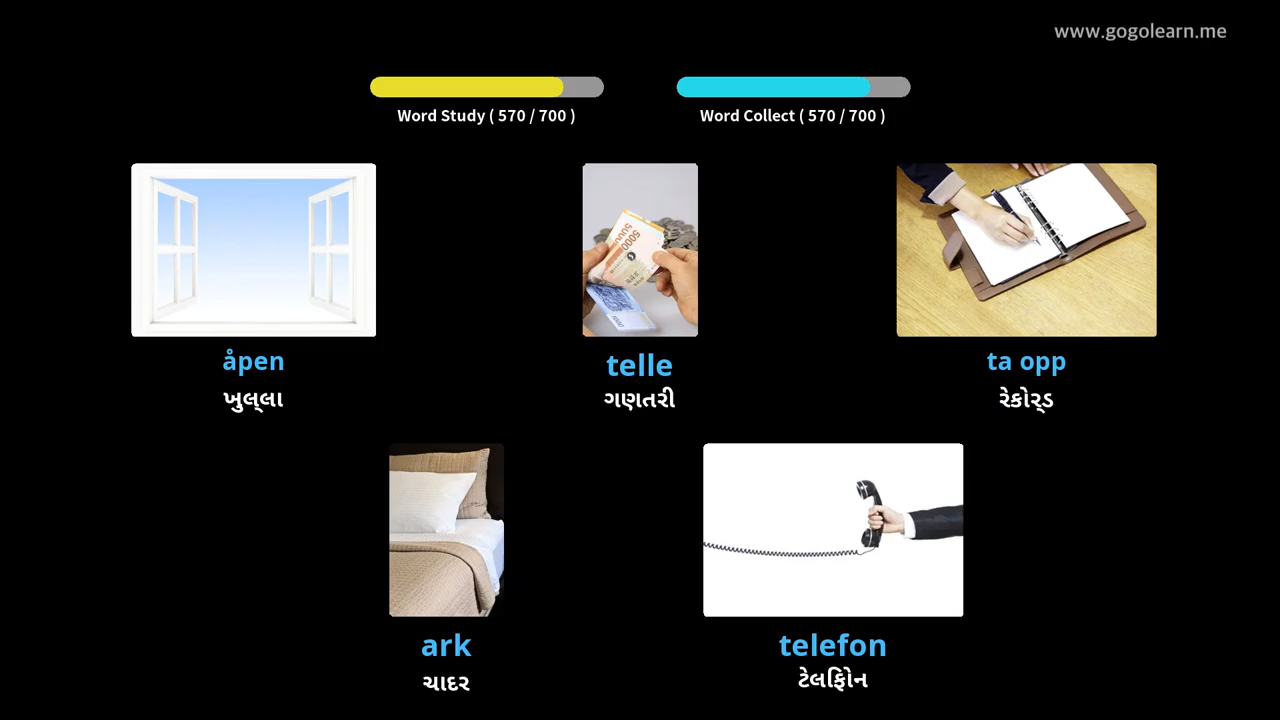 www.gogolearn.me
Word Study ( 570 / 700 )
Word Collect ( 570 / 700 )
åpen
telle
ta opp
ખુલ્લા
ગણતરી
રેકોર્ડ
ark
telefon
ચાદર
ટેલિફોન